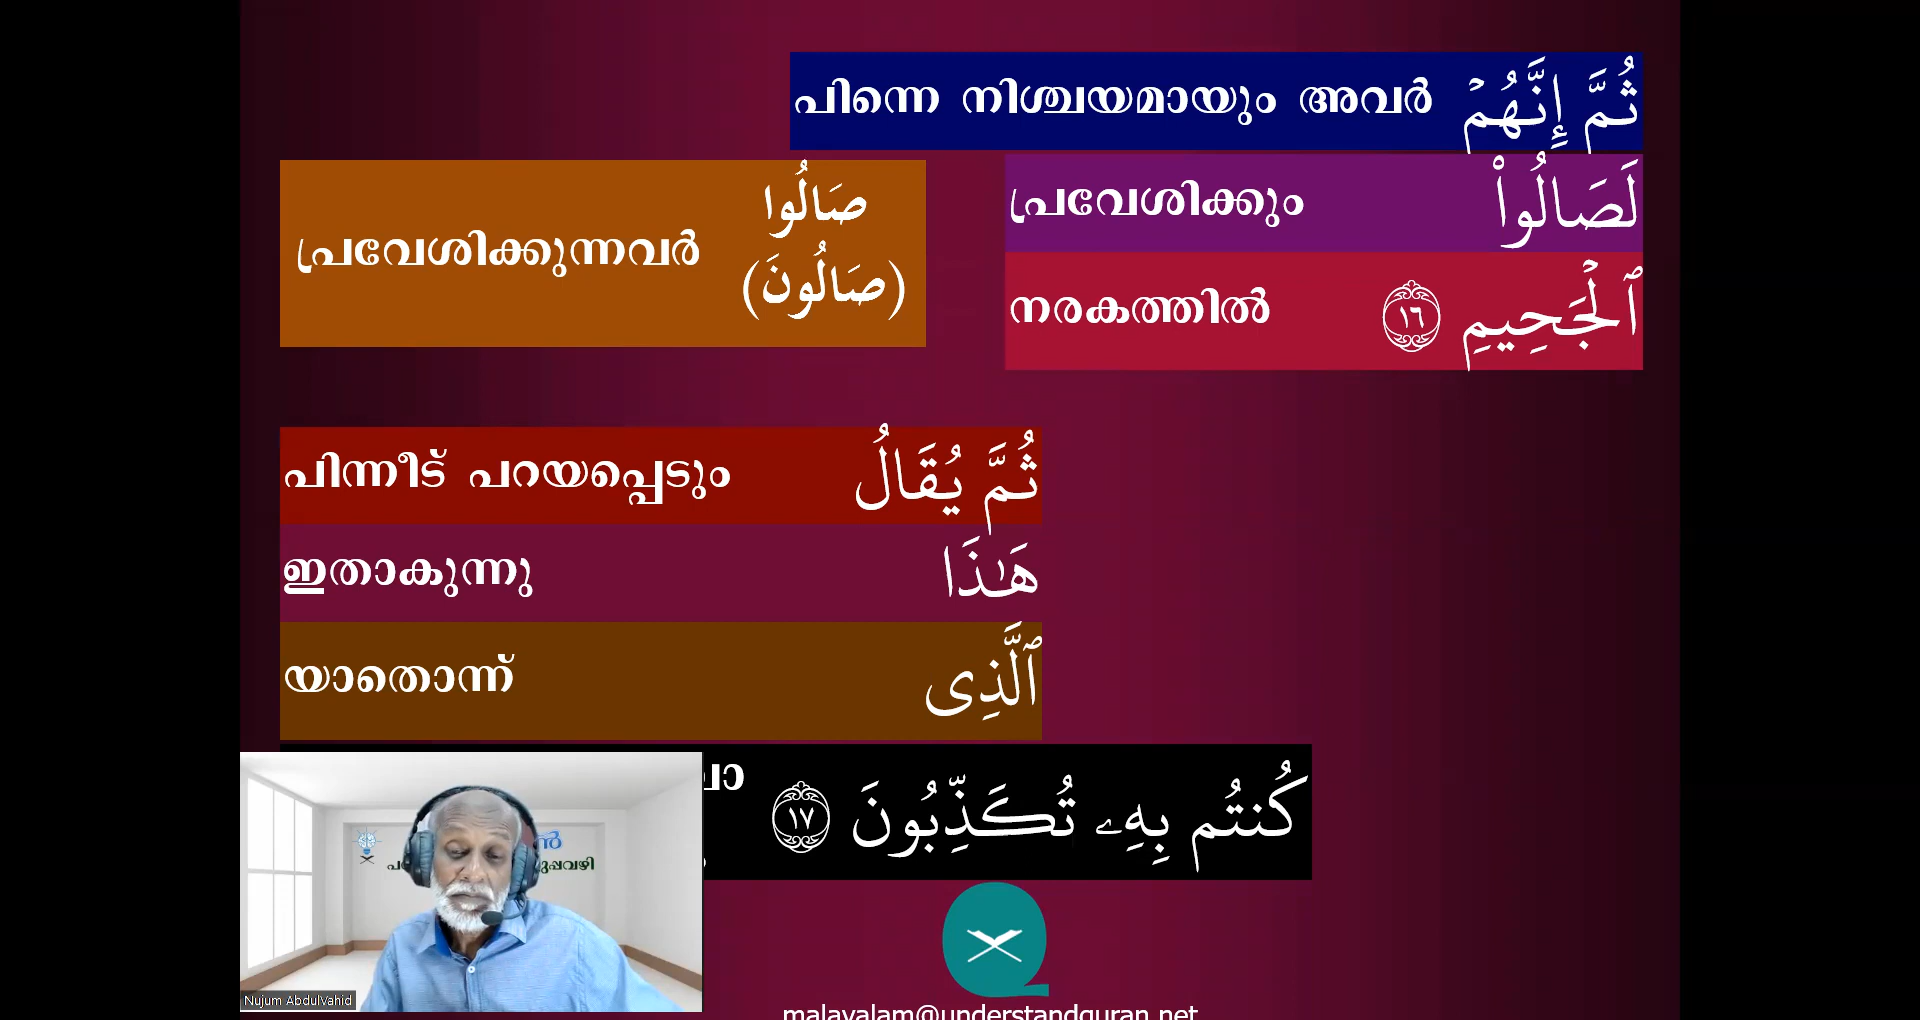 പിന്നെ നിശ്ചയമായും അവർ ثُمَّ إِنَّهُمْ
പ്രവേശിക്കും لَصَالُوا۟
നരകത്തിൽ ٱلْجَحِيمِ ١٦
صَالُوا
പ്രവേശിക്കുന്നവർ
(صَالُونَ)
പിന്നീട് പറയപ്പെടും ثُمَّ يُقَالُ
ഇതാകുന്നു هَـٰذَا
യാതൊന്ന് ٱلَّذِى
كُنتُم بِهِۦ تُكَذِّبُونَ ١٧
Nujum AbdulVahid
malayalam@understandquran.net